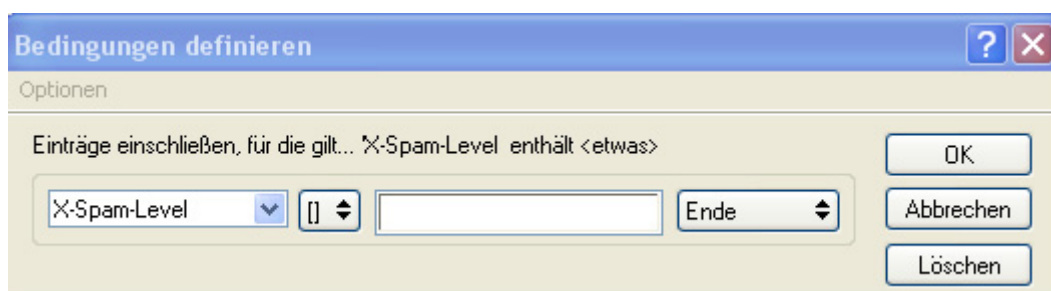 Bedingungen definieren
Optionen
Einträge einschließen, für die gilt... 'X-Spam-Level enthält <etwas>
OK
X-Spam-Level [] Ende
Abbrechen
Löschen